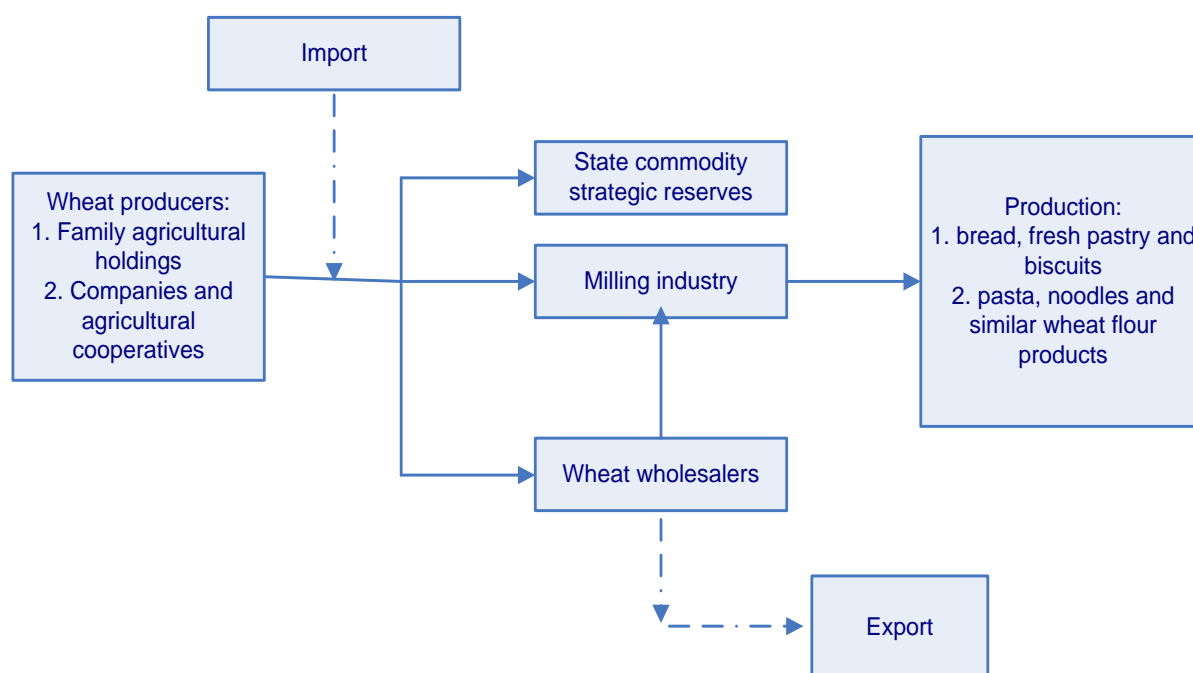 Import
State commodity
strategic reserves
Wheat producers:
1. Family agricultural
holdings
2. Companies and
agricultural
cooperatives
Milling industry
Production:
1. bread, fresh pastry and
biscuits
2. pasta, noodles and
similar wheat flour
products
Wheat wholesalers
Export